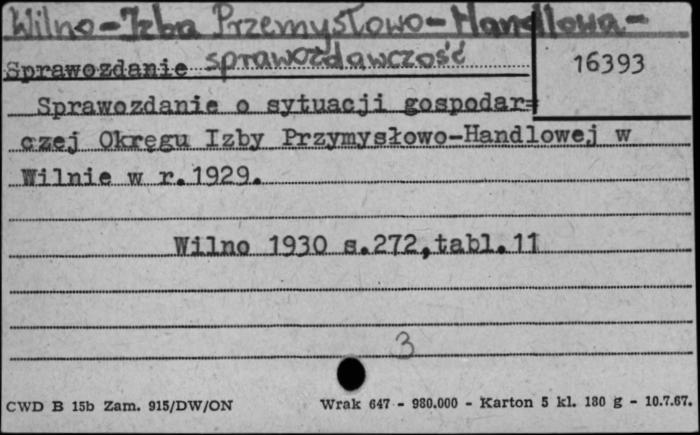 Wilno-Izba Przemysłowo-Handlowa-
Sprawozdanie sprawozdawczość
16393
Sprawozdanie o sytuacji gospodar=
czej Okręgu Izby Przymysłowo-Handlowej w
Wilnie w r.1929.
Wilno 1930 s.272,tabl.11
3
CWD B 15b Zam. 915/DW/ON Wrak 647 - 980.000 - Karton 5 kl. 180 g - 10.7.67.